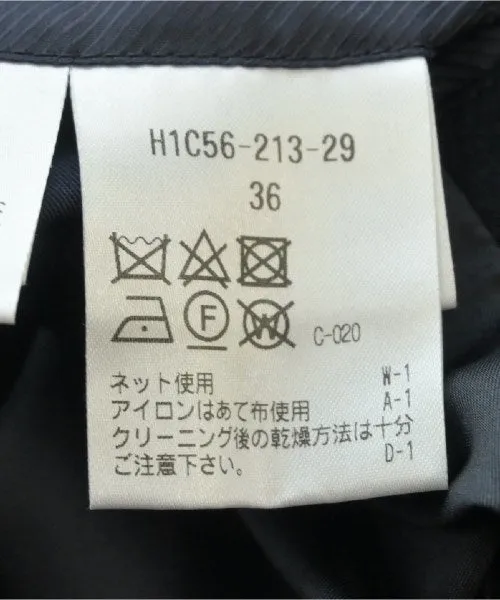 H1C56-213-29
36
F
W
C-020
ネット使用 W-1
アイロンはあて布使用 A-1
クリーニング後の乾燥方法は十分
ご注意下さい。 D-1